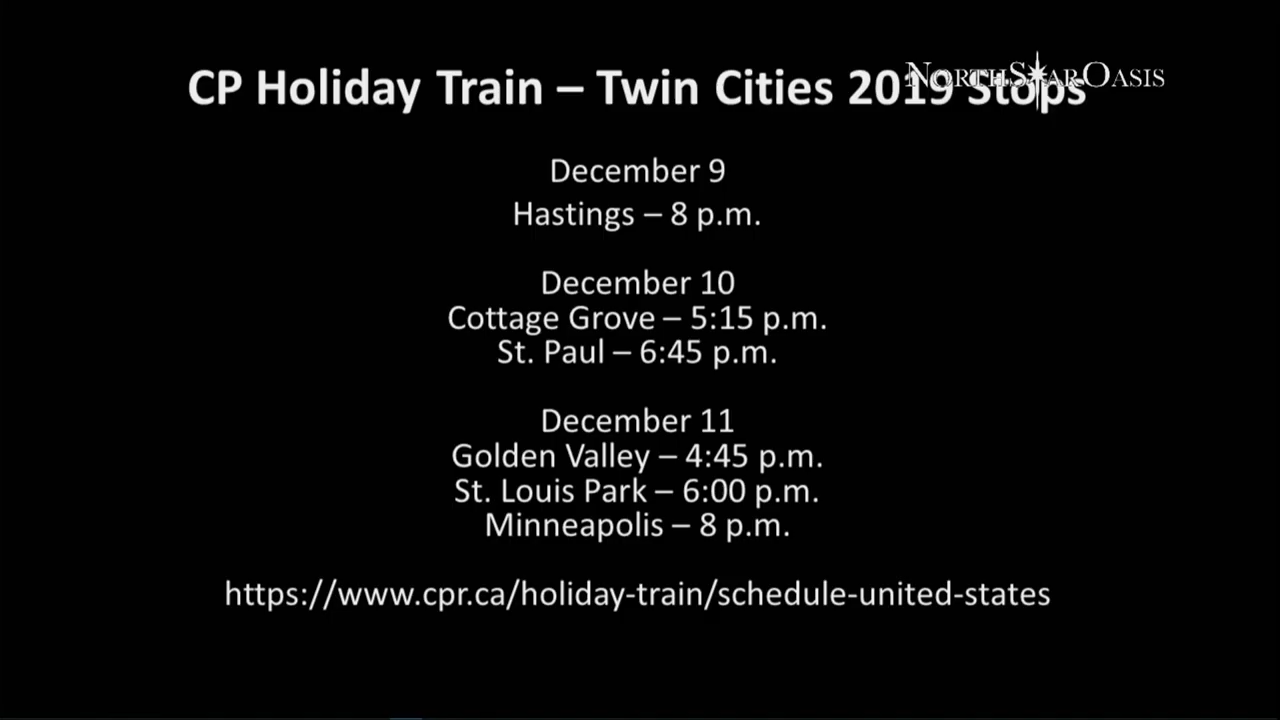 CP Holiday Train – Twin Cities 2019 Stops
NORTHSTAROASIS
December 9
Hastings – 8 p.m.
December 10
Cottage Grove – 5:15 p.m.
St. Paul – 6:45 p.m.
December 11
Golden Valley – 4:45 p.m.
St. Louis Park – 6:00 p.m.
Minneapolis – 8 p.m.
https://www.cpr.ca/holiday-train/schedule-united-states